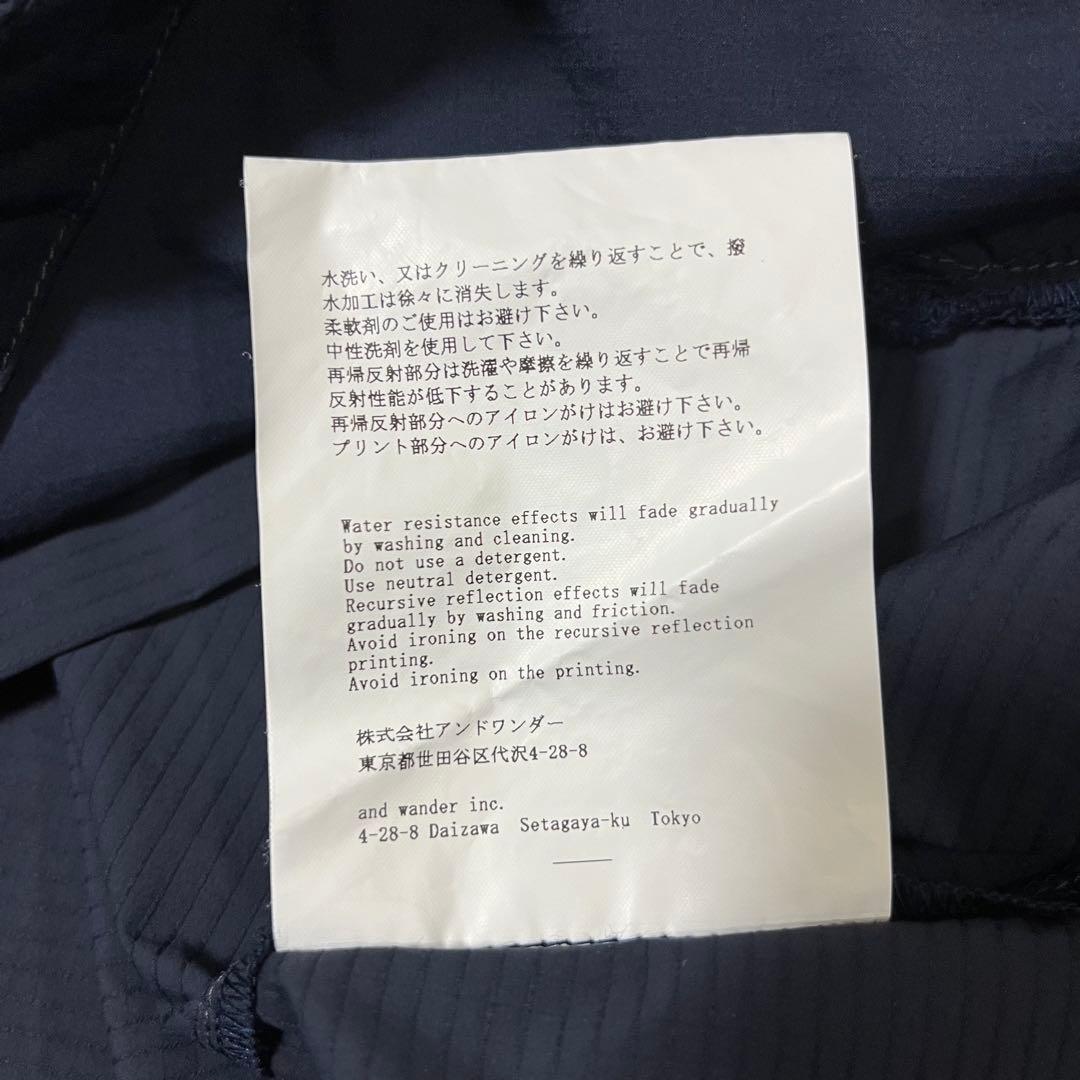 水洗い、又はクリーニングを繰り返すことで、撥
水加工は徐々に消失します。
柔軟剤のご使用はお避け下さい。
中性洗剤を使用して下さい。
再帰反射部分は洗濯や摩擦を繰り返すことで再帰
反射性能が低下することがあります。
再帰反射部分へのアイロンがけはお避け下さい。
プリント部分へのアイロンがけは、お避け下さい。
Water resistance effects will fade gradually
by washing and cleaning.
Do not use a detergent.
Use neutral detergent.
Recursive reflection effects will fade
gradually by washing and friction.
Avoid ironing on the recursive reflection
printing.
Avoid ironing on the printing.
株式会社アンドワンダー
東京都世田谷区代沢4-28-8
and wander inc.
4-28-8 Daizawa Setagaya-ku Tokyo